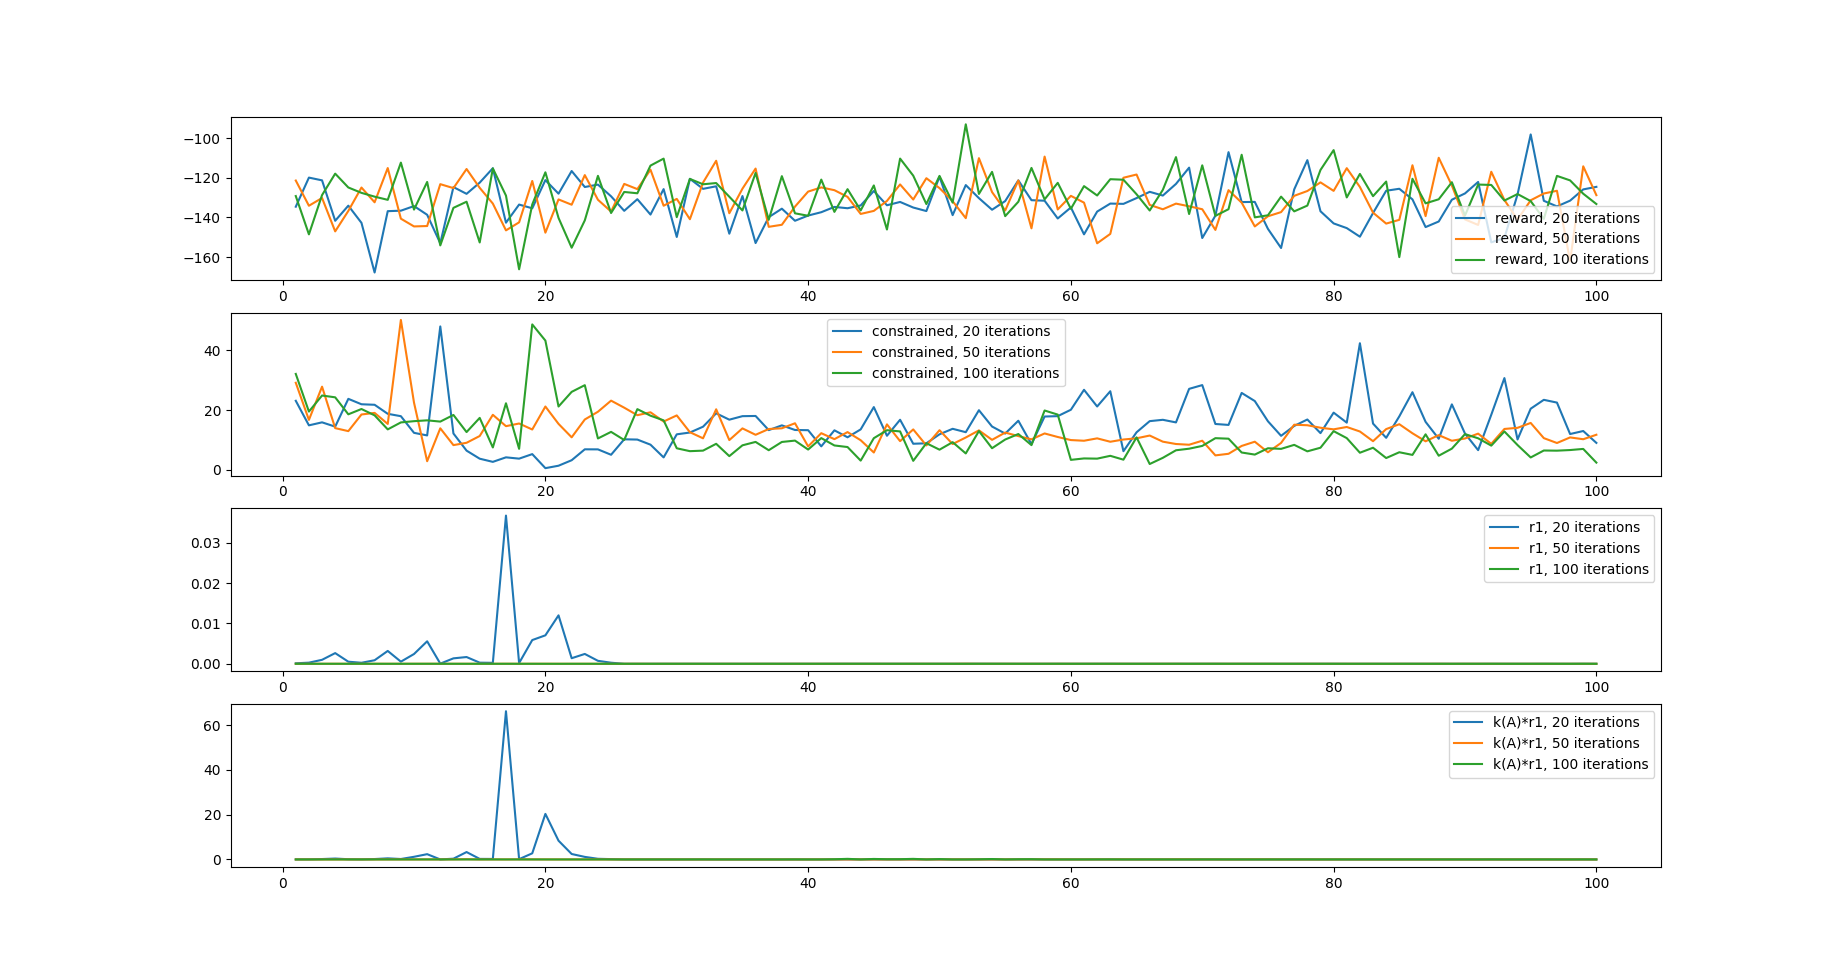 −100
−120
−140
−160
reward, 20 iterations
reward, 50 iterations
reward, 100 iterations
0 20 40 60 80 100
40
20
0
constrained, 20 iterations
constrained, 50 iterations
constrained, 100 iterations
0 20 40 60 80 100
0.03
0.02
0.01
0.00
r1, 20 iterations
r1, 50 iterations
r1, 100 iterations
0 20 40 60 80 100
60
40
20
0
k(A)*r1, 20 iterations
k(A)*r1, 50 iterations
k(A)*r1, 100 iterations
0 20 40 60 80 100